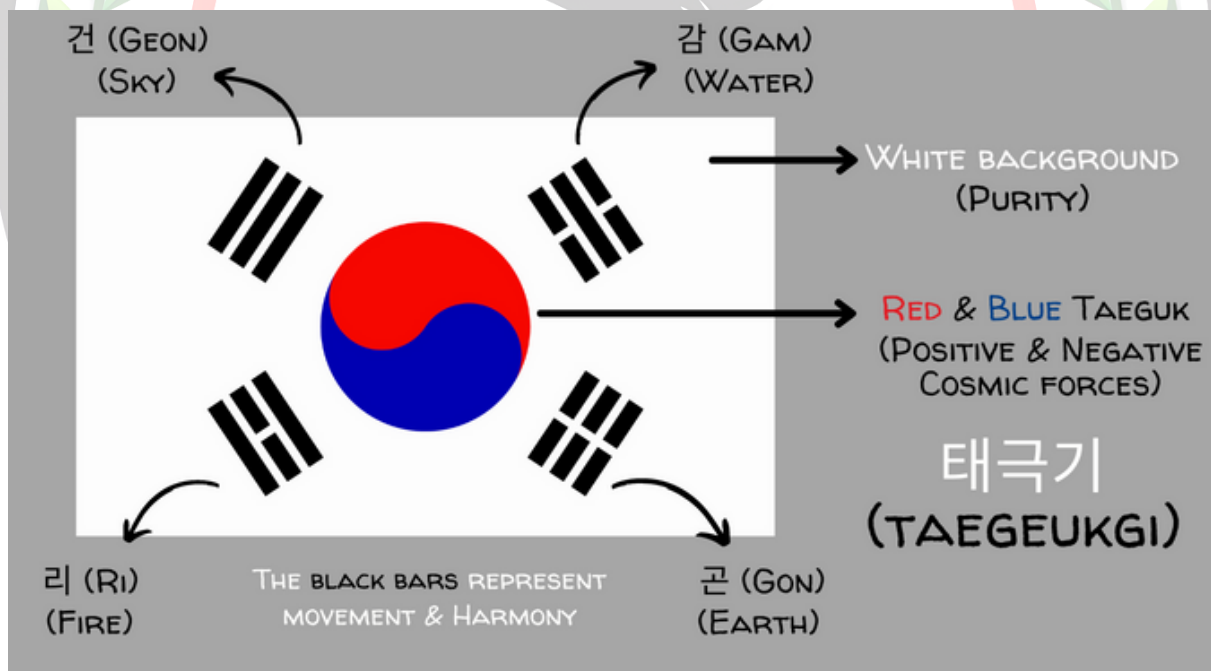 건 (Geon)
(Sky)
감 (Gam)
(Water)
White background
(Purity)
Red & Blue Taeguk
(Positive & Negative
Cosmic forces)
태극기
(TAEGEUKGI)
리 (Ri)
(Fire)
The black bars represent
movement & Harmony
곤 (Gon)
(Earth)